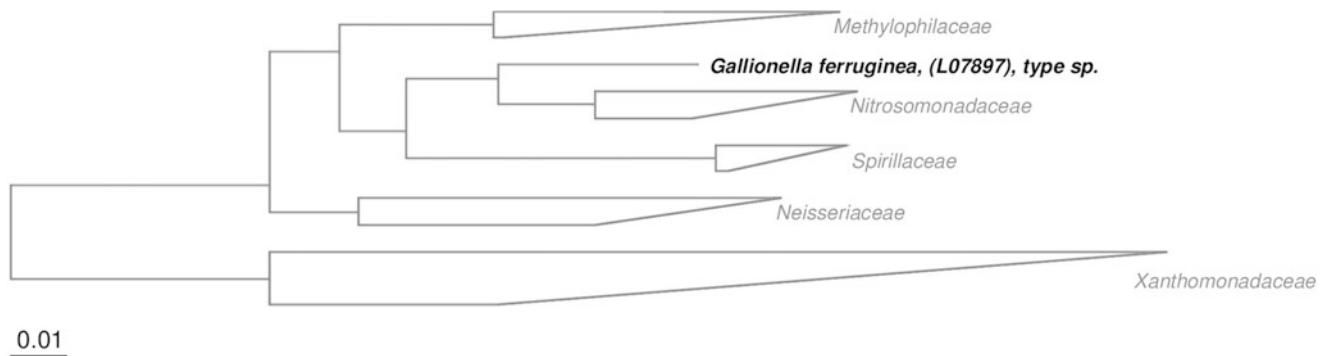 Methylophilaceae
Gallionella ferruginea, (L07897), type sp.
Nitrosomonadaceae
Spirillaceae
Neisseriaceae
Xanthomonadaceae
0.01